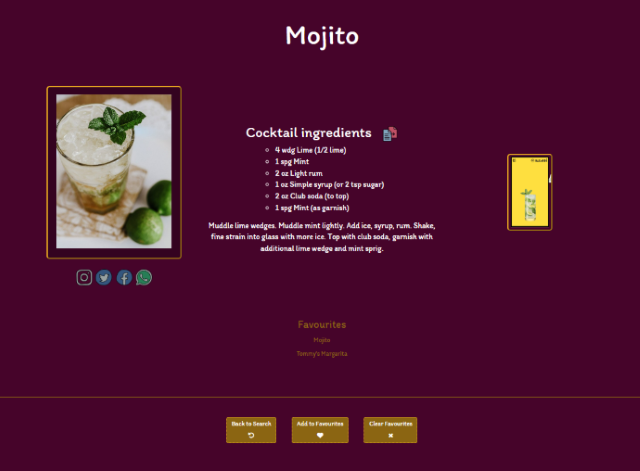 Mojito
Cocktail ingredients
4 wdg Lime (1/2 lime)
1 spg Mint
2 oz Light rum
1 oz Simple syrup (or 2 tsp sugar)
2 oz Club soda (to top)
1 spg Mint (as garnish)
Muddle lime wedges. Muddle mint lightly. Add ice, syrup, rum. Shake,
fine strain into glass with more ice. Top with club soda, garnish with
additional lime wedge and mint sprig.
Favourites
Mojito
Tommy's Margarita
Back to Search
Add to Favourites
Clear Favourites